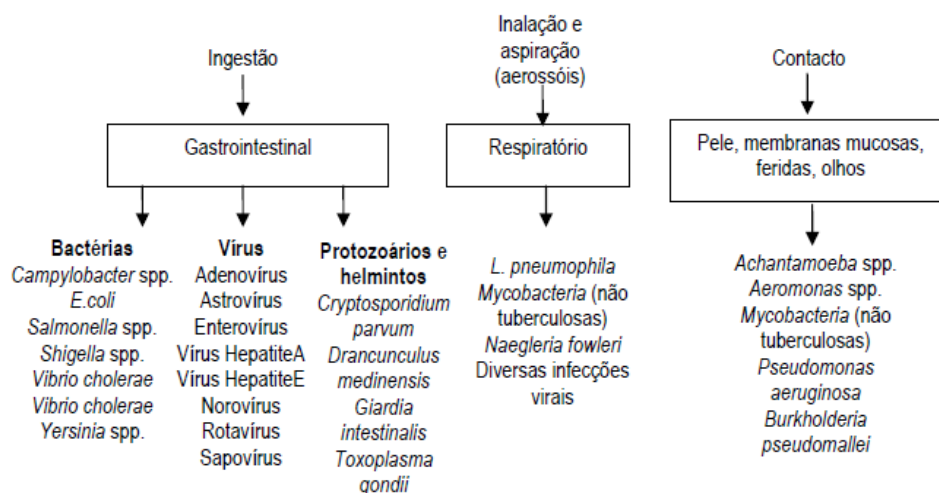 Ingestão
Gastrointestinal
Bactérias
Campylobacter spp.
E.coli
Salmonella spp.
Shigella spp.
Vibrio cholerae
Vibrio cholerae
Yersinia spp.
Vírus
Adenovírus
Astrovírus
Enterovírus
Vírus HepatiteA
Vírus HepatiteE
Norovírus
Rotavírus
Sapovírus
Protozoários e
helmintos
Cryptosporidium
parvum
Drancunculus
medinensis
Giardia
intestinalis
Toxoplasma
gondii
Inalação e
aspiração
(aerossóis)
Respiratório
L. pneumophila
Mycobacteria (não
tuberculosas)
Naegleria fowleri
Diversas infecções
virais
Contacto
Pele, membranas mucosas,
feridas, olhos
Achantamoeba spp.
Aeromonas spp.
Mycobacteria (não
tuberculosas)
Pseudomonas
aeruginosa
Burkholderia
pseudomallei